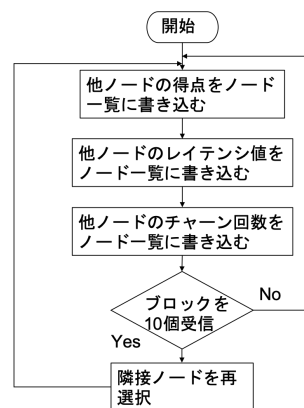 開始
他ノードの得点をノード
一覧に書き込む
他ノードのレイテンシ値を
ノード一覧に書き込む
他ノードのチャーン回数を
ノード一覧に書き込む
ブロックを
10個受信
No
Yes
隣接ノードを再
選択